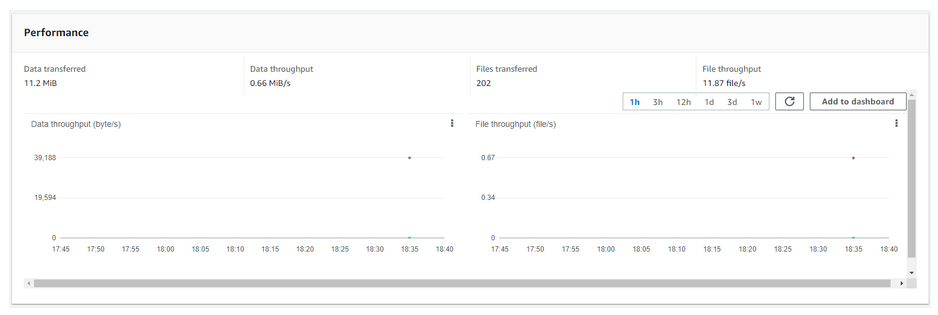 Performance
Data transferred Data throughput Files transferred File throughput
11.2 MiB 0.66 MiB/s 202 11.87 file/s
1h 3h 12h 1d 3d 1w Add to dashboard
Data throughput (byte/s) File throughput (file/s)
39,188 0.67
19,594 0.34
0 0
17:45 17:50 17:55 18:00 18:05 18:10 18:15 18:20 18:25 18:30 18:35 18:40 17:45 17:50 17:55 18:00 18:05 18:10 18:15 18:20 18:25 18:30 18:35 18:40